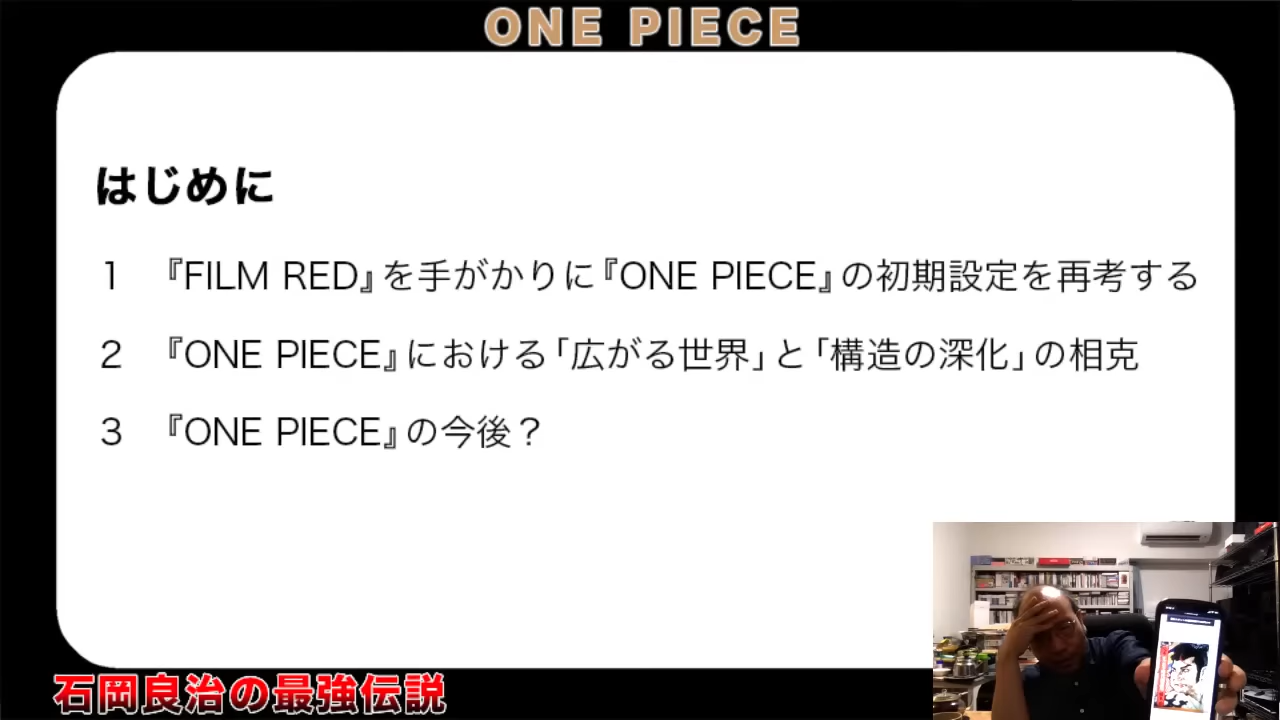 ONE PIECE
はじめに
1 『FILM RED』を手がかりに『ONE PIECE』の初期設定を再考する
2 『ONE PIECE』における「広がる世界」と「構造の深化」の相克
3 『ONE PIECE』の今後？
石岡良治の最強伝説